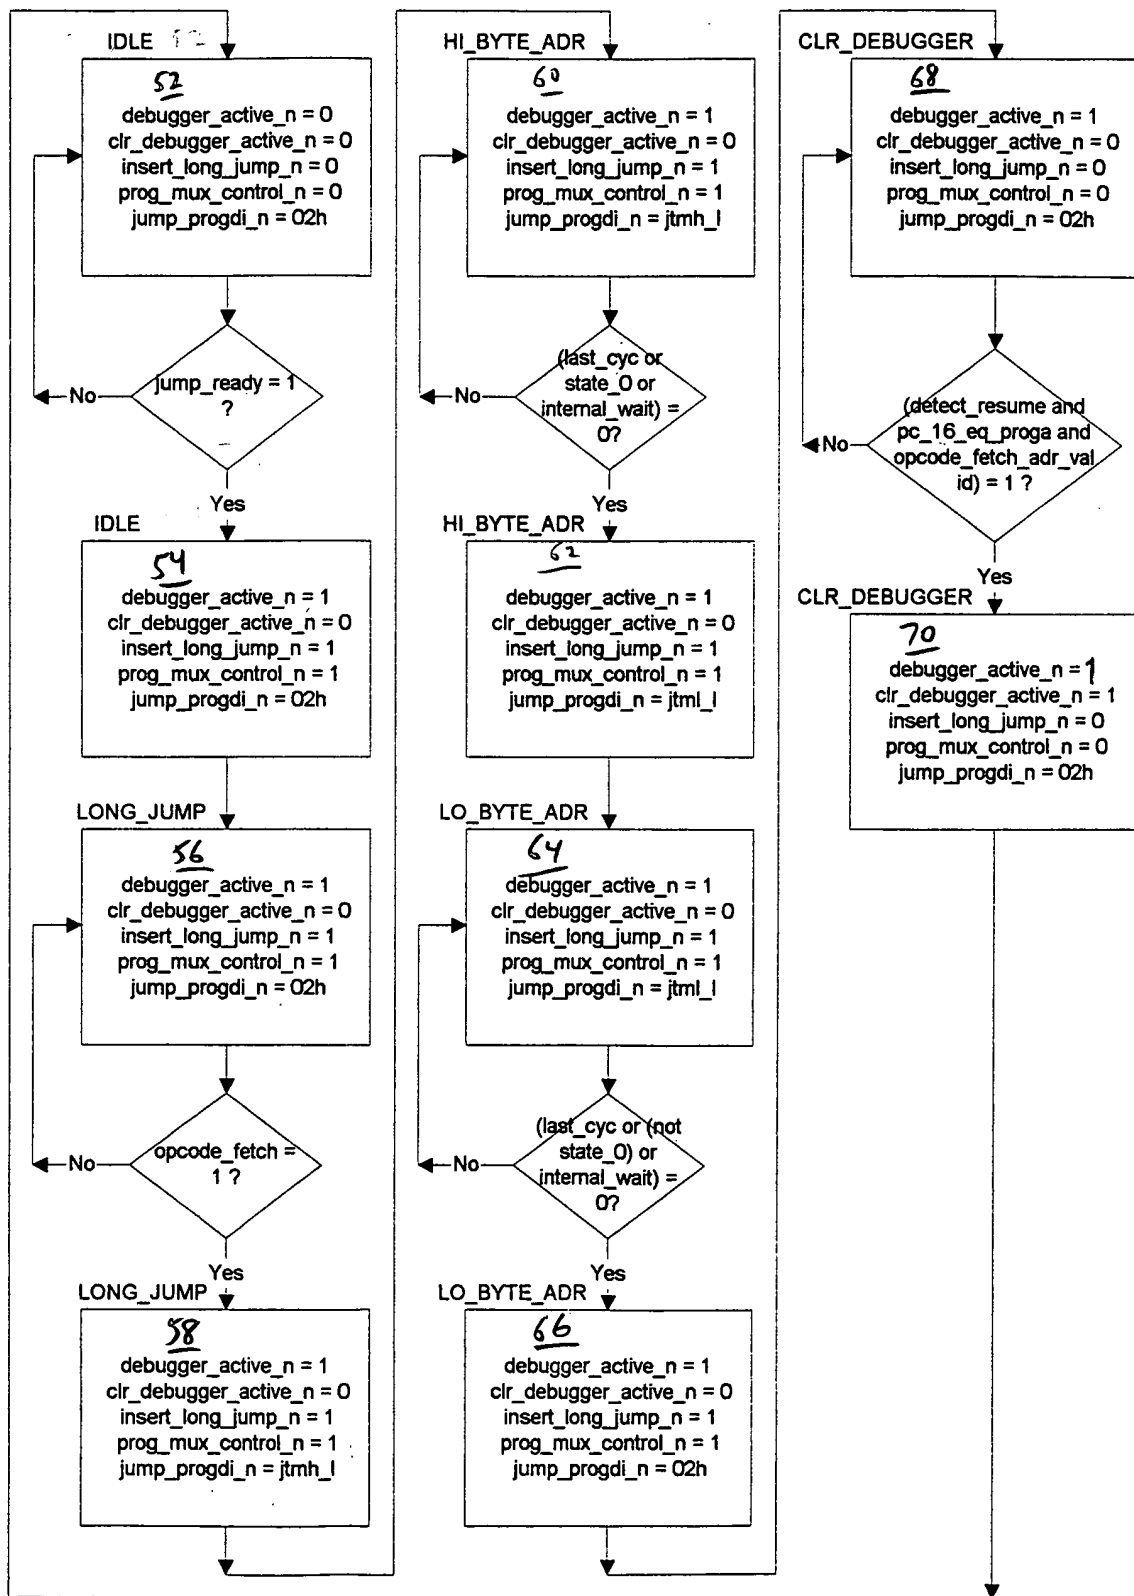 IDLE
52
debugger_active_n = 0
clr_debugger_active_n = 0
insert_long_jump_n = 0
prog_mux_control_n = 0
jump_progdi_n = 02h
jump_ready = 1
?
No
Yes
IDLE
54
debugger_active_n = 1
clr_debugger_active_n = 0
insert_long_jump_n = 1
prog_mux_control_n = 1
jump_progdi_n = 02h
LONG_JUMP
56
debugger_active_n = 1
clr_debugger_active_n = 0
insert_long_jump_n = 1
prog_mux_control_n = 1
jump_progdi_n = 02h
opcode_fetch =
1 ?
No
Yes
LONG_JUMP
58
debugger_active_n = 1
clr_debugger_active_n = 0
insert_long_jump_n = 1
prog_mux_control_n = 1
jump_progdi_n = jtmh_l
HI_BYTE_ADR
60
debugger_active_n = 1
clr_debugger_active_n = 0
insert_long_jump_n = 1
prog_mux_control_n = 1
jump_progdi_n = jtmh_l
(last_cyc or
state_0 or
internal_wait) =
0?
No
Yes
HI_BYTE_ADR
62
debugger_active_n = 1
clr_debugger_active_n = 0
insert_long_jump_n = 1
prog_mux_control_n = 1
jump_progdi_n = jtml_l
LO_BYTE_ADR
64
debugger_active_n = 1
clr_debugger_active_n = 0
insert_long_jump_n = 1
prog_mux_control_n = 1
jump_progdi_n = jtml_l
(last_cyc or (not
state_0) or
internal_wait) =
0?
No
Yes
LO_BYTE_ADR
66
debugger_active_n = 1
clr_debugger_active_n = 0
insert_long_jump_n = 1
prog_mux_control_n = 1
jump_progdi_n = 02h
CLR_DEBUGGER
68
debugger_active_n = 1
clr_debugger_active_n = 0
insert_long_jump_n = 0
prog_mux_control_n = 0
jump_progdi_n = 02h
(detect_resume and
pc_16_eq_proga and
opcode_fetch_adr_val
id) = 1 ?
No
Yes
CLR_DEBUGGER
70
debugger_active_n = 1
clr_debugger_active_n = 1
insert_long_jump_n = 0
prog_mux_control_n = 0
jump_progdi_n = 02h